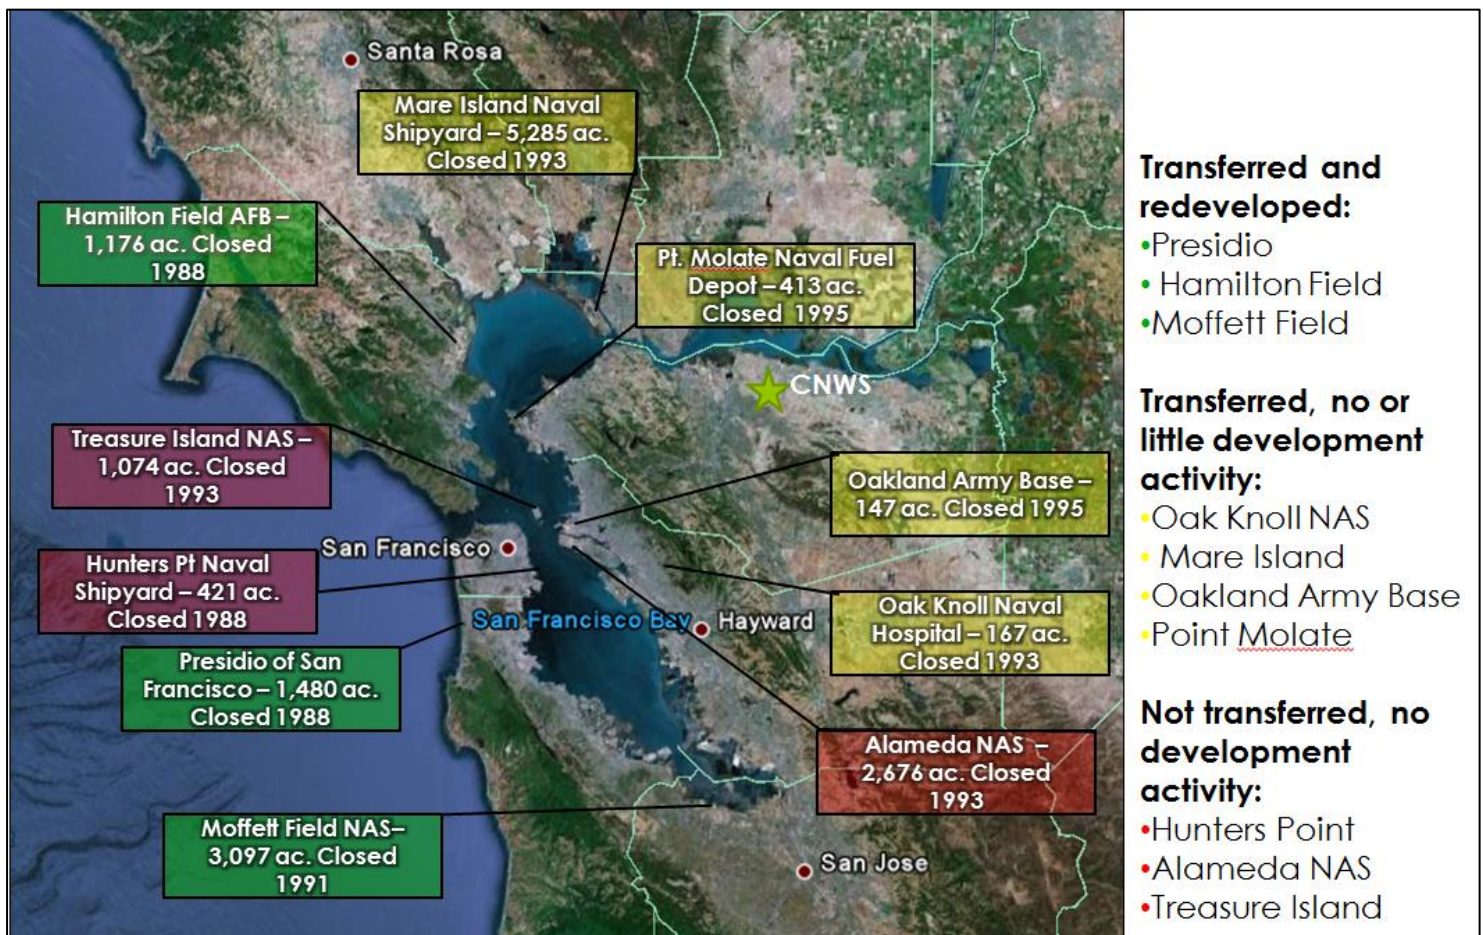 Santa Rosa
Mare Island Naval
Shipyard – 5,285 ac.
Closed 1993
Hamilton Field AFB –
1,176 ac. Closed
1988
Pt. Molate Naval Fuel
Depot – 413 ac.
Closed 1995
CNWS
Treasure Island NAS –
1,074 ac. Closed
1993
Oakland Army Base –
147 ac. Closed 1995
San Francisco
Hunters Pt Naval
Shipyard – 421 ac.
Closed 1988
San Francisco Bay
Hayward
Oak Knoll Naval
Hospital – 167 ac.
Closed 1993
Presidio of San
Francisco – 1,480 ac.
Closed 1988
Alameda NAS –
2,676 ac. Closed
1993
Moffett Field NAS–
3,097 ac. Closed
1991
San Jose
Transferred and
redeveloped:
•Presidio
• Hamilton Field
•Moffett Field
Transferred, no or
little development
activity:
•Oak Knoll NAS
• Mare Island
•Oakland Army Base
•Point Molate
Not transferred, no
development
activity:
•Hunters Point
•Alameda NAS
•Treasure Island